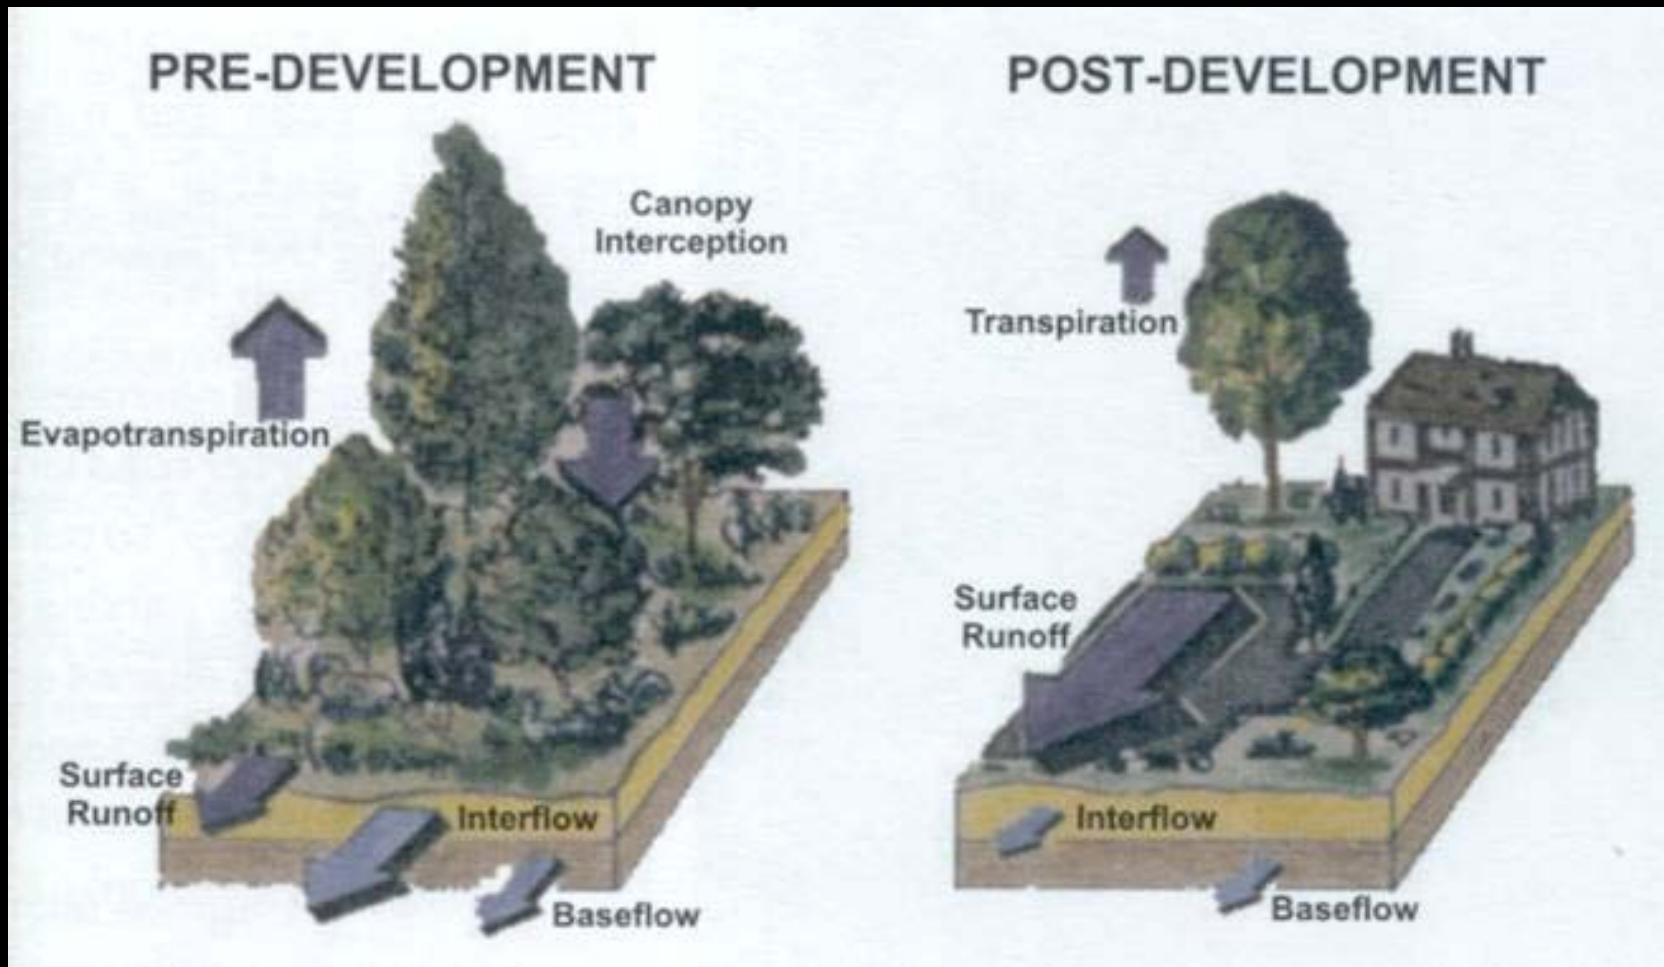 PRE-DEVELOPMENT
Canopy
Interception
Evapotranspiration
Surface
Runoff
Interflow
Baseflow
POST-DEVELOPMENT
Transpiration
Surface
Runoff
Interflow
Baseflow